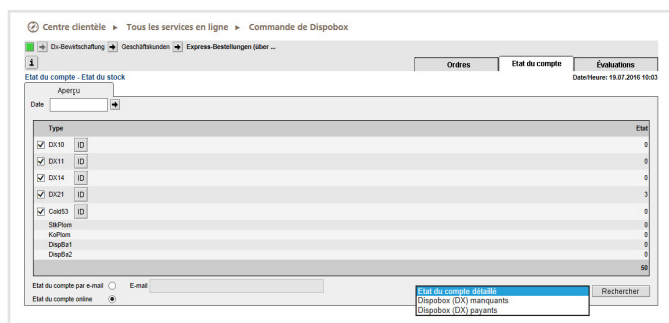 Centre clientèle ▸ Tous les services en ligne ▸ Commande de Dispobox
Dx-Bewirtschaftung Geschäftskunden Express-Bestellungen (über ...
i Ordres Etat du compte Évaluations
Etat du compte - Etat du stock Date/Heure: 19.07.2016 10:03
Aperçu
Date
Type Etat
DX10 ID 0
DX11 ID 0
DX14 ID 0
DX21 ID 3
Cold53 ID 0
StkPlom 0
KoPlom 0
DispBa1 0
DispBa2 0
50
Etat du compte par e-mail E-mail
Etat du compte détaillé Rechercher
Etat du compte online Dispobox (DX) manquants
Dispobox (DX) payants